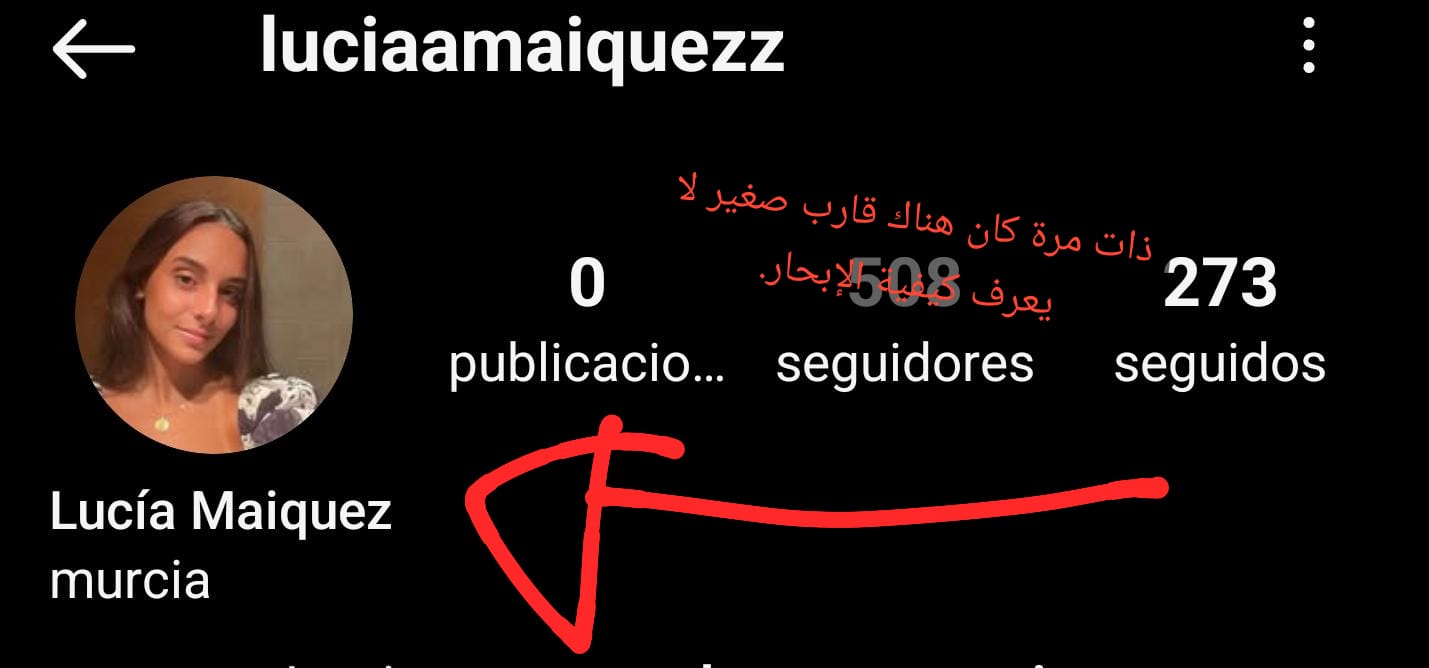 luciaamaiquezz
ذات مرة كان هناك قارب صغير لا
يعرف كيفية الإبحار.
0 508 273
publicacio... seguidores seguidos
Lucía Maiquez
murcia